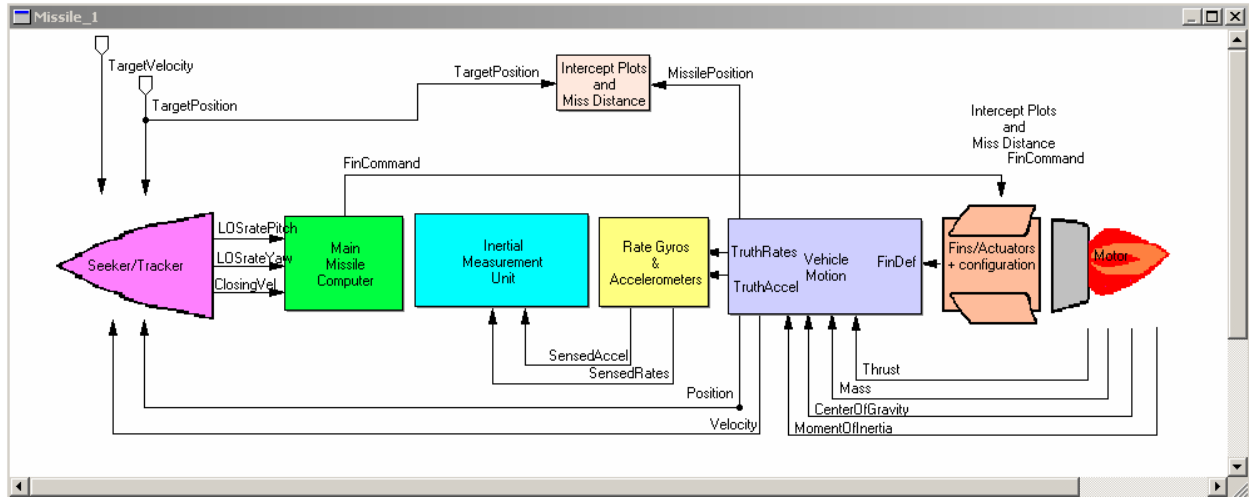 Missile_1
TargetVelocity
TargetPosition
TargetPosition
Intercept Plots
and
Miss Distance
MissilePosition
Intercept Plots
and
Miss Distance
FinCommand
FinCommand
Seeker/Tracker
LOSratePitch
LOSrateYaw
ClosingVel
Main
Missile
Computer
Inertial
Measurement
Unit
Rate Gyros
&
Accelerometers
TruthRates
TruthAccel
Vehicle
Motion
FinDef
Fins/Actuators
+ configuration
Motor
SensedAccel
SensedRates
Position
Velocity
Thrust
Mass
CenterOfGravity
MomentOfInertia